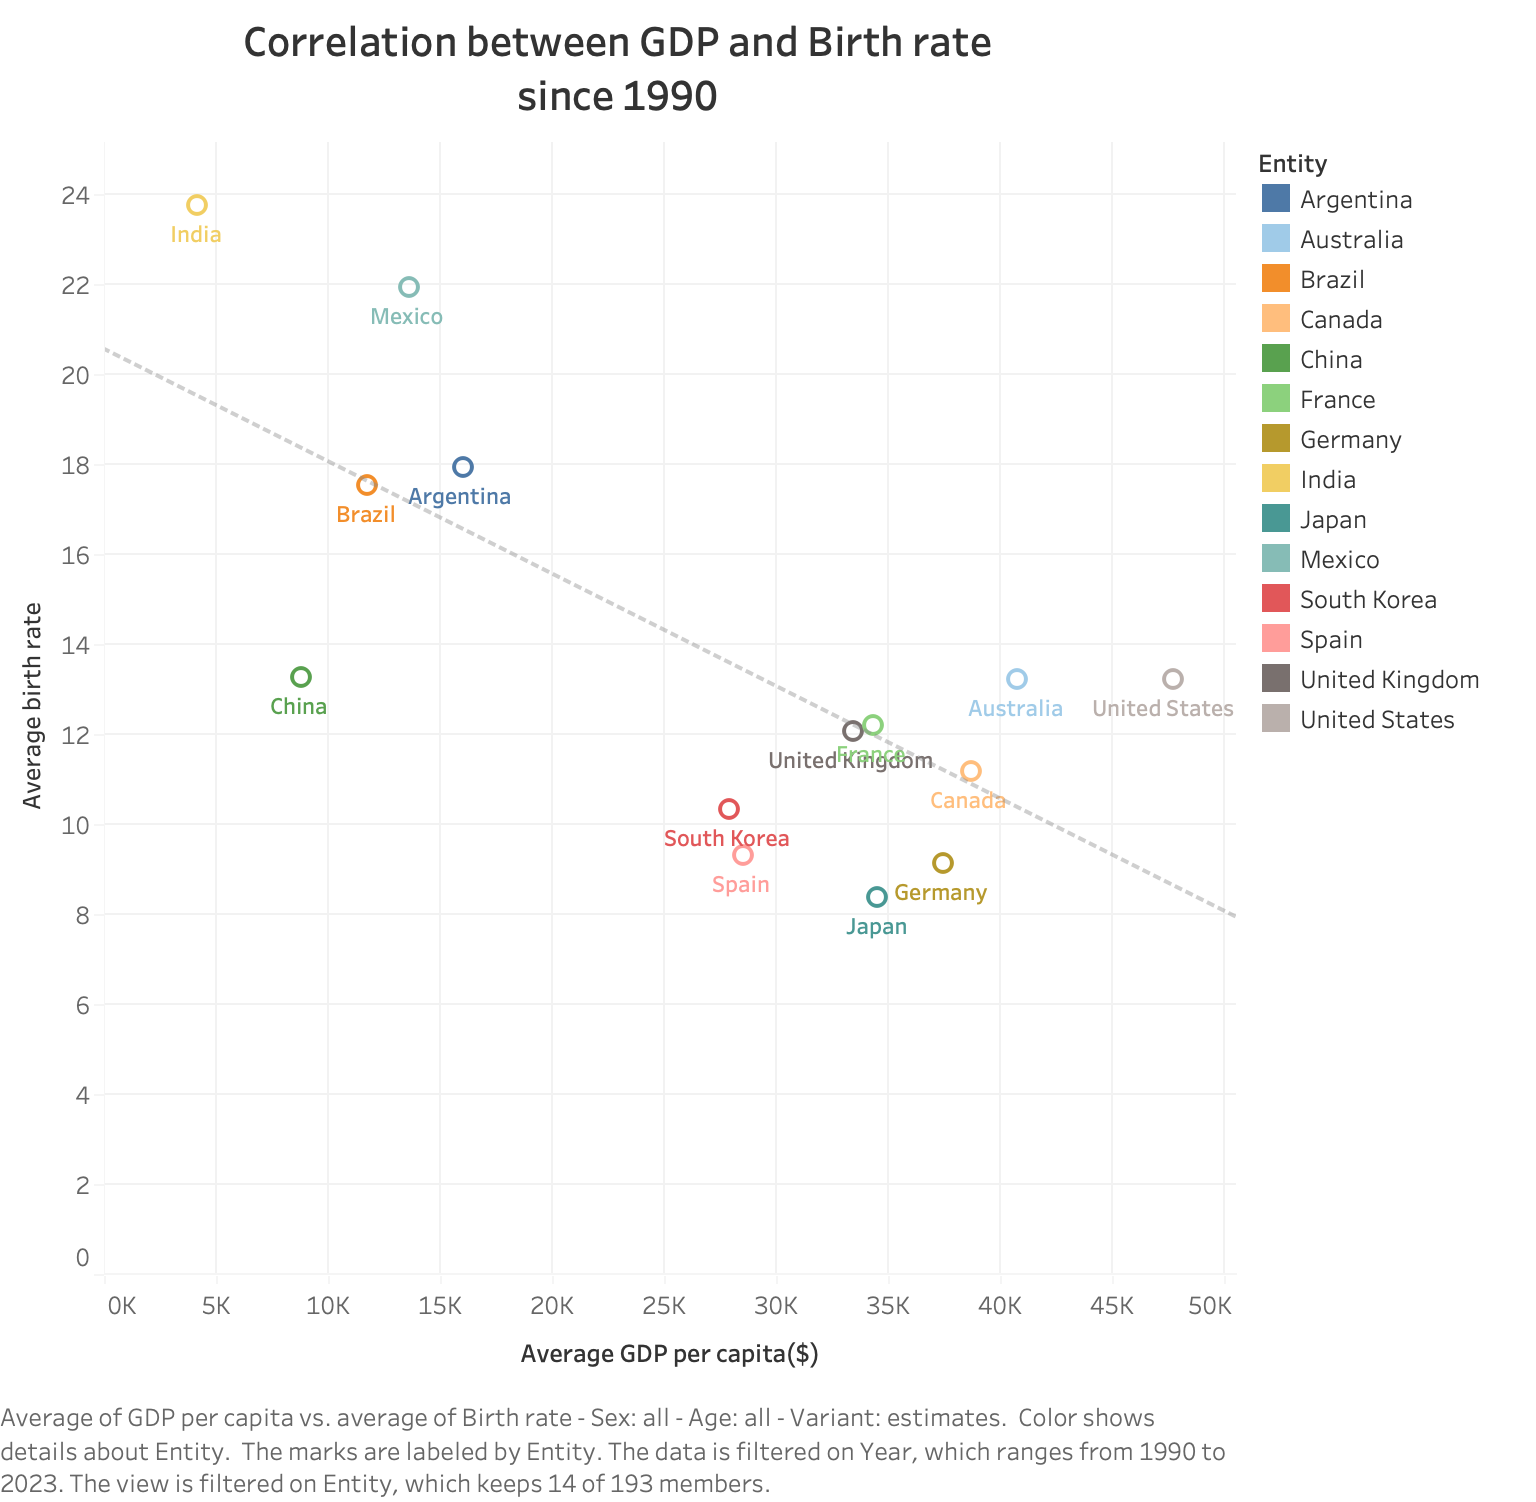 Correlation between GDP and Birth rate
since 1990
Entity
Argentina
Australia
Brazil
Canada
China
France
Germany
India
Japan
Mexico
South Korea
Spain
United Kingdom
United States
Average birth rate
24
22
20
18
16
14
12
10
8
6
4
2
0
India
Mexico
Argentina
Brazil
China
Australia
United States
France
United Kingdom
Canada
South Korea
Spain
Germany
Japan
0K 5K 10K 15K 20K 25K 30K 35K 40K 45K 50K
Average GDP per capita($)
Average of GDP per capita vs. average of Birth rate - Sex: all - Age: all - Variant: estimates.  Color shows
details about Entity.  The marks are labeled by Entity. The data is filtered on Year, which ranges from 1990 to
2023. The view is filtered on Entity, which keeps 14 of 193 members.